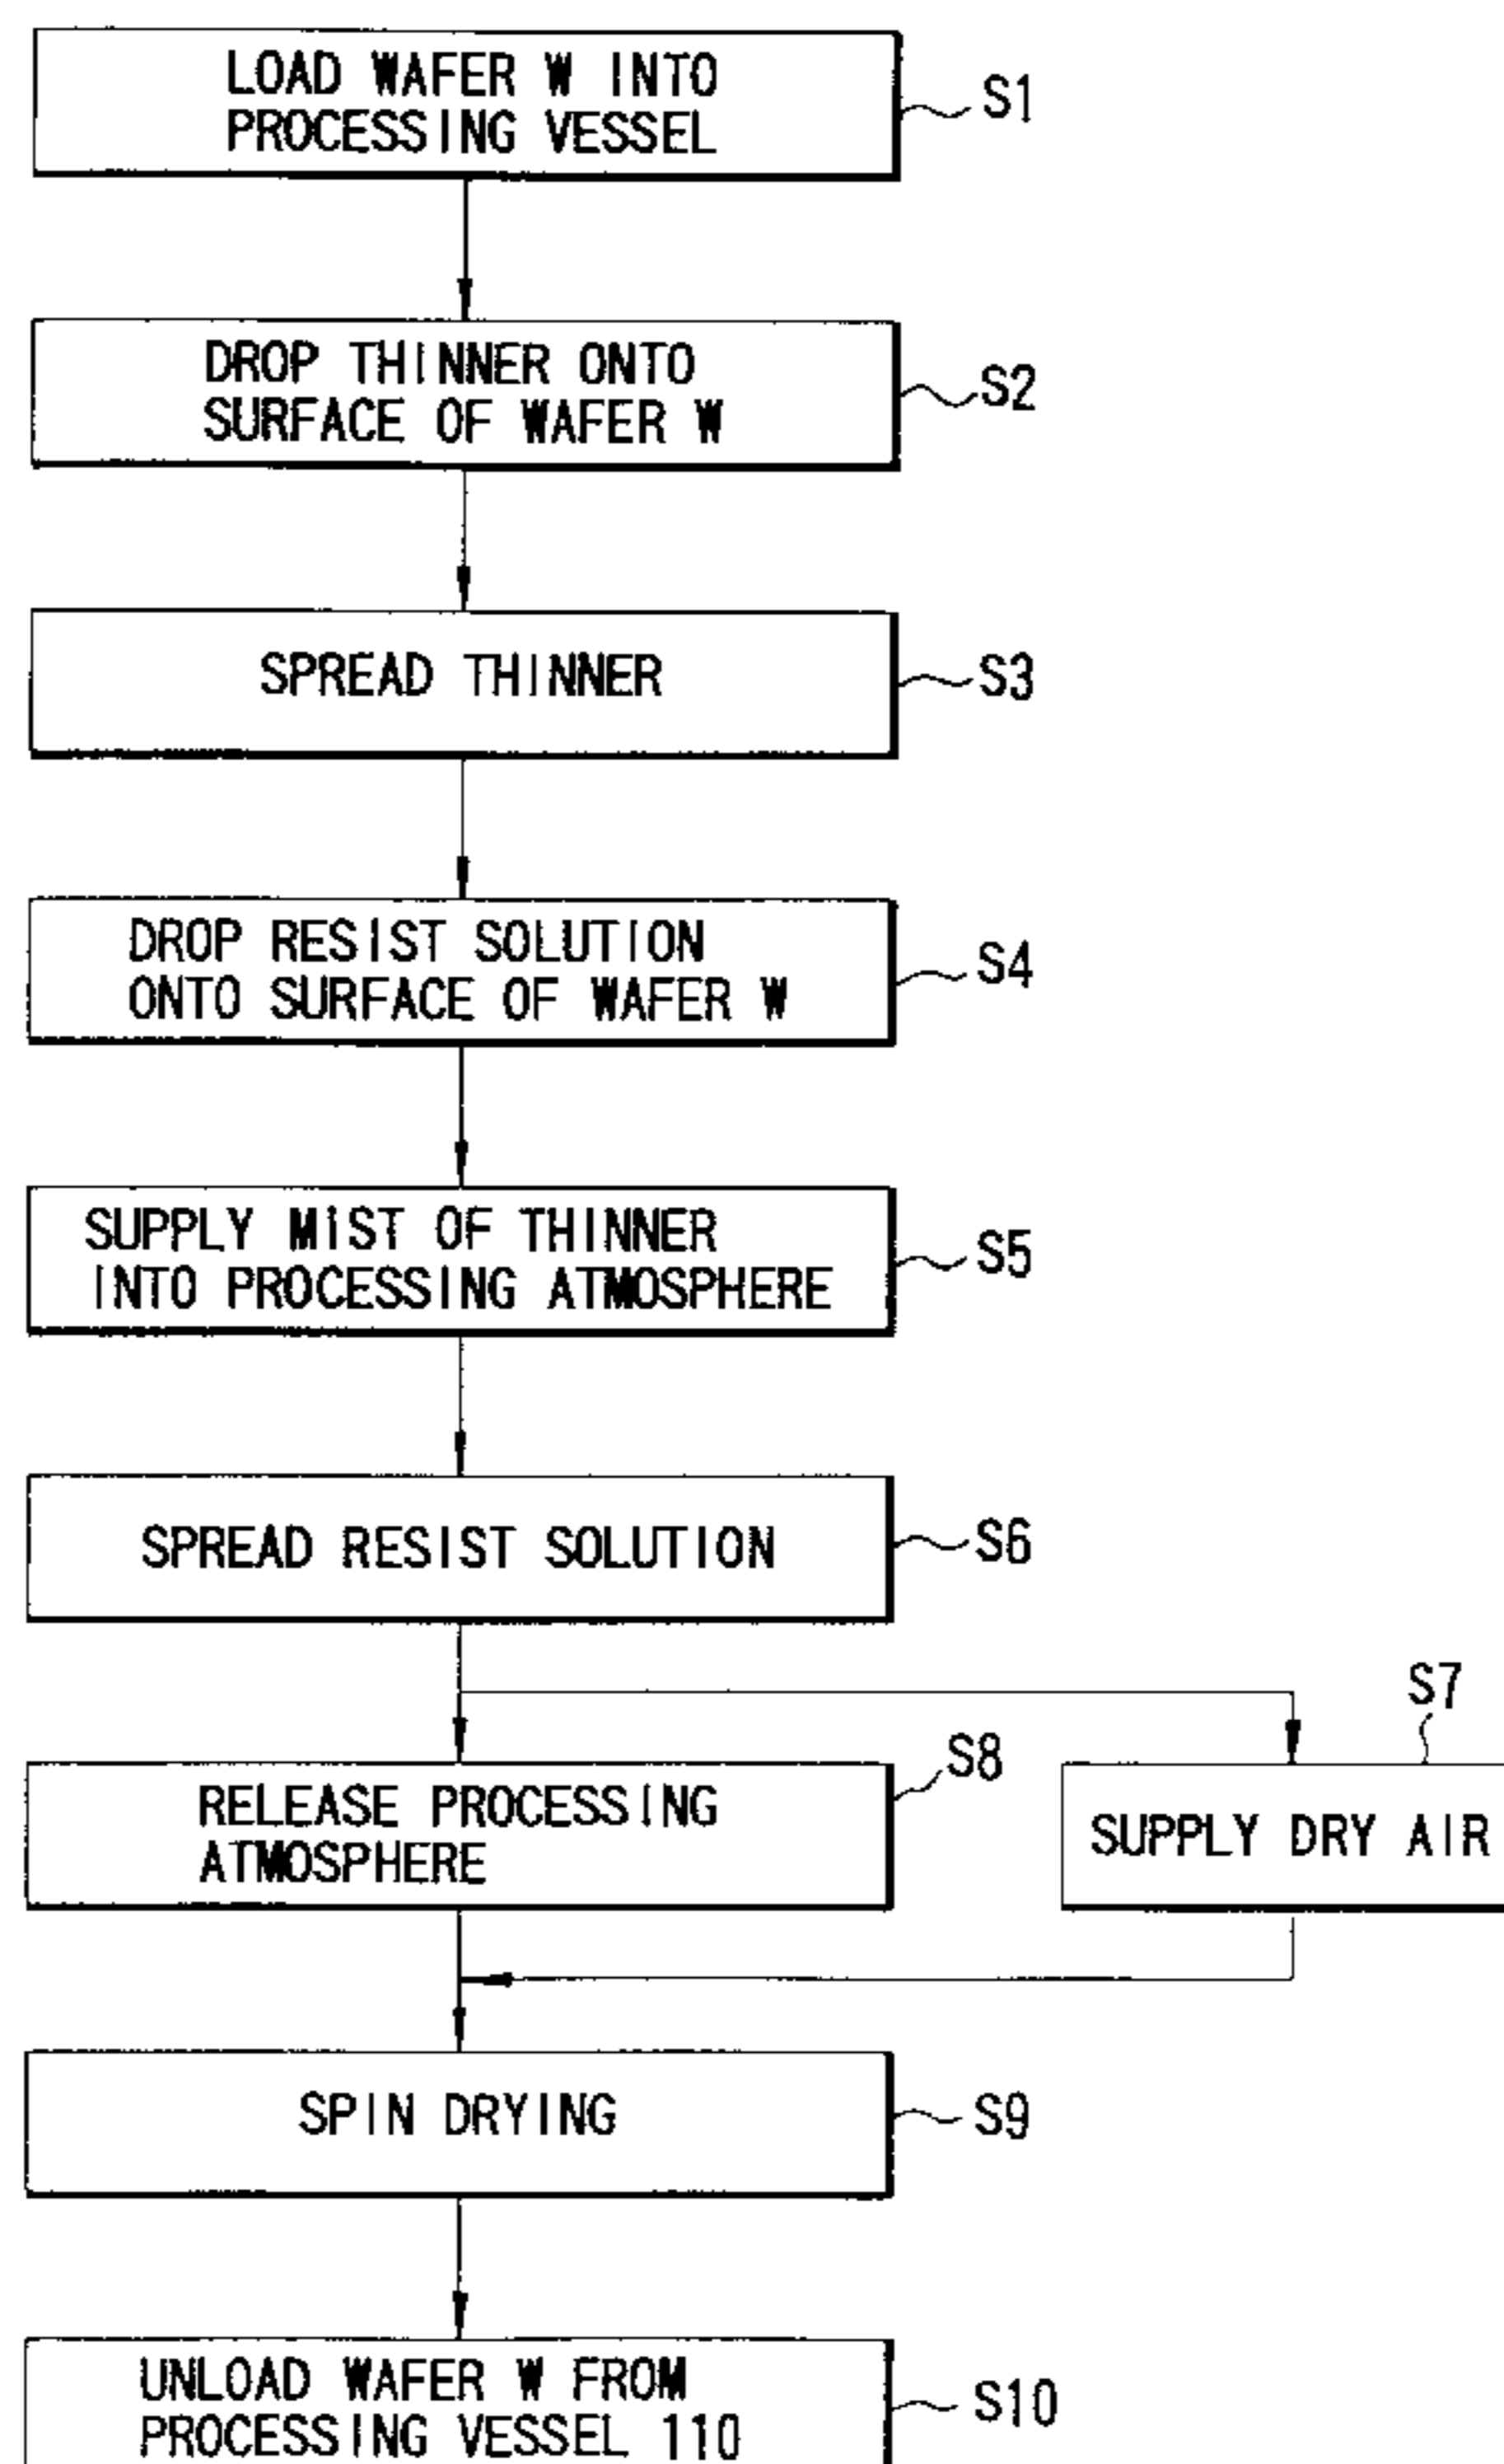 LOAD WAFER W INTO
PROCESSING VESSEL
S1
DROP THINNER ONTO
SURFACE OF WAFER W
S2
SPREAD THINNER
S3
DROP RESIST SOLUTION
ONTO SURFACE OF WAFER W
S4
SUPPLY MIST OF THINNER
INTO PROCESSING ATMOSPHERE
S5
SPREAD RESIST SOLUTION
S6
S7
SUPPLY DRY AIR
S8
RELEASE PROCESSING
ATMOSPHERE
SPIN DRYING
S9
UNLOAD WAFER W FROM
PROCESSING VESSEL 110
S10